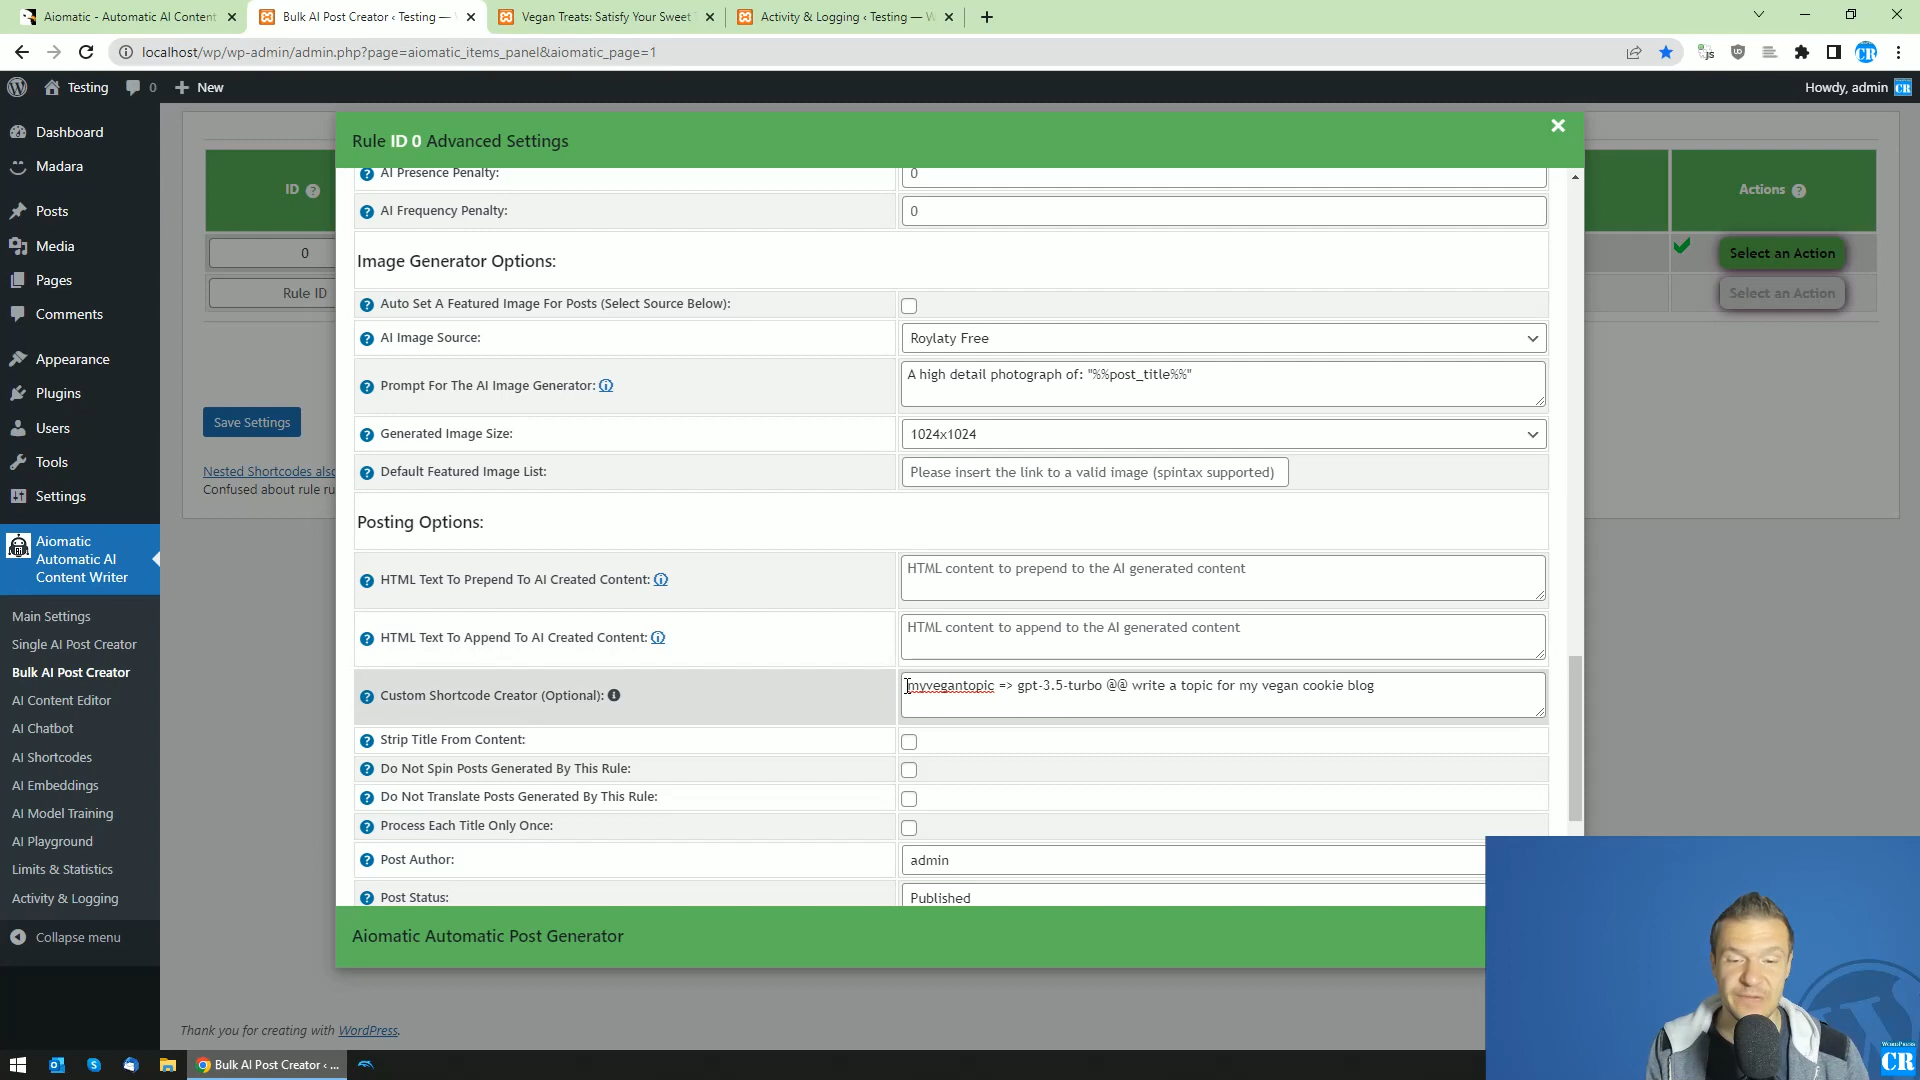 Aiomatic - Automatic AI Content
Bulk AI Post Creator ‹ Testing —
Vegan Treats: Satisfy Your Sweet
Activity & Logging ‹ Testing — W
localhost/wp/wp-admin/admin.php?page=aiomatic_items_panel&aiomatic_page=1
Testing
0
New
Howdy, admin
Dashboard
Madara
Posts
Media
Pages
Comments
Appearance
Plugins
Users
Tools
Settings
Aiomatic
Automatic AI
Content Writer
Main Settings
Single AI Post Creator
Bulk AI Post Creator
AI Content Editor
AI Chatbot
AI Shortcodes
AI Embeddings
AI Model Training
AI Playground
Limits & Statistics
Activity & Logging
Collapse menu
ID
0
Rule ID
Save Settings
Nested Shortcodes also
Confused about rule ru
Actions
Select an Action
Select an Action
Rule ID 0 Advanced Settings
AI Presence Penalty:
0
AI Frequency Penalty:
0
Image Generator Options:
Auto Set A Featured Image For Posts (Select Source Below):
AI Image Source:
Roylaty Free
Prompt For The AI Image Generator:
A high detail photograph of: "%%post_title%%"
Generated Image Size:
1024x1024
Default Featured Image List:
Please insert the link to a valid image (spintax supported)
Posting Options:
HTML Text To Prepend To AI Created Content:
HTML content to prepend to the AI generated content
HTML Text To Append To AI Created Content:
HTML content to append to the AI generated content
Custom Shortcode Creator (Optional):
myvegantopic => gpt-3.5-turbo @@ write a topic for my vegan cookie blog
Strip Title From Content:
Do Not Spin Posts Generated By This Rule:
Do Not Translate Posts Generated By This Rule:
Process Each Title Only Once:
Post Author:
admin
Post Status:
Published
Aiomatic Automatic Post Generator
Thank you for creating with WordPress.
Bulk AI Post Creator ‹ ...
WORDPRESS
CR